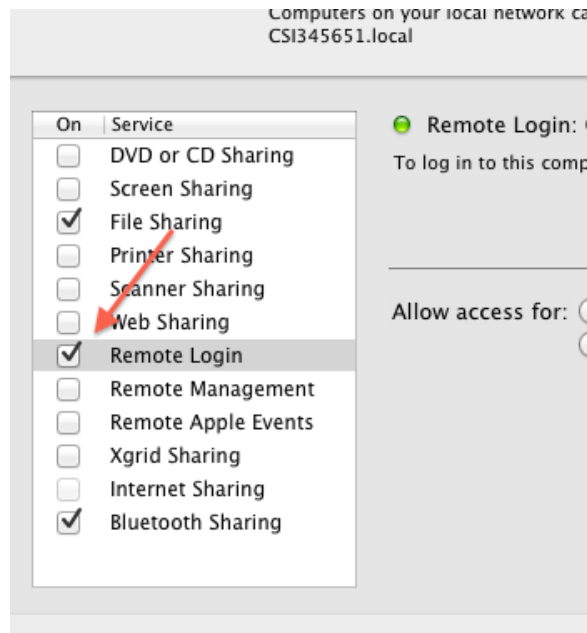 Computers on your local network
CSI345651.local
On Service
DVD or CD Sharing
Screen Sharing
File Sharing
Printer Sharing
Scanner Sharing
Web Sharing
Remote Login
Remote Management
Remote Apple Events
Xgrid Sharing
Internet Sharing
Bluetooth Sharing
Remote Login:
To log in to this
Allow access for: